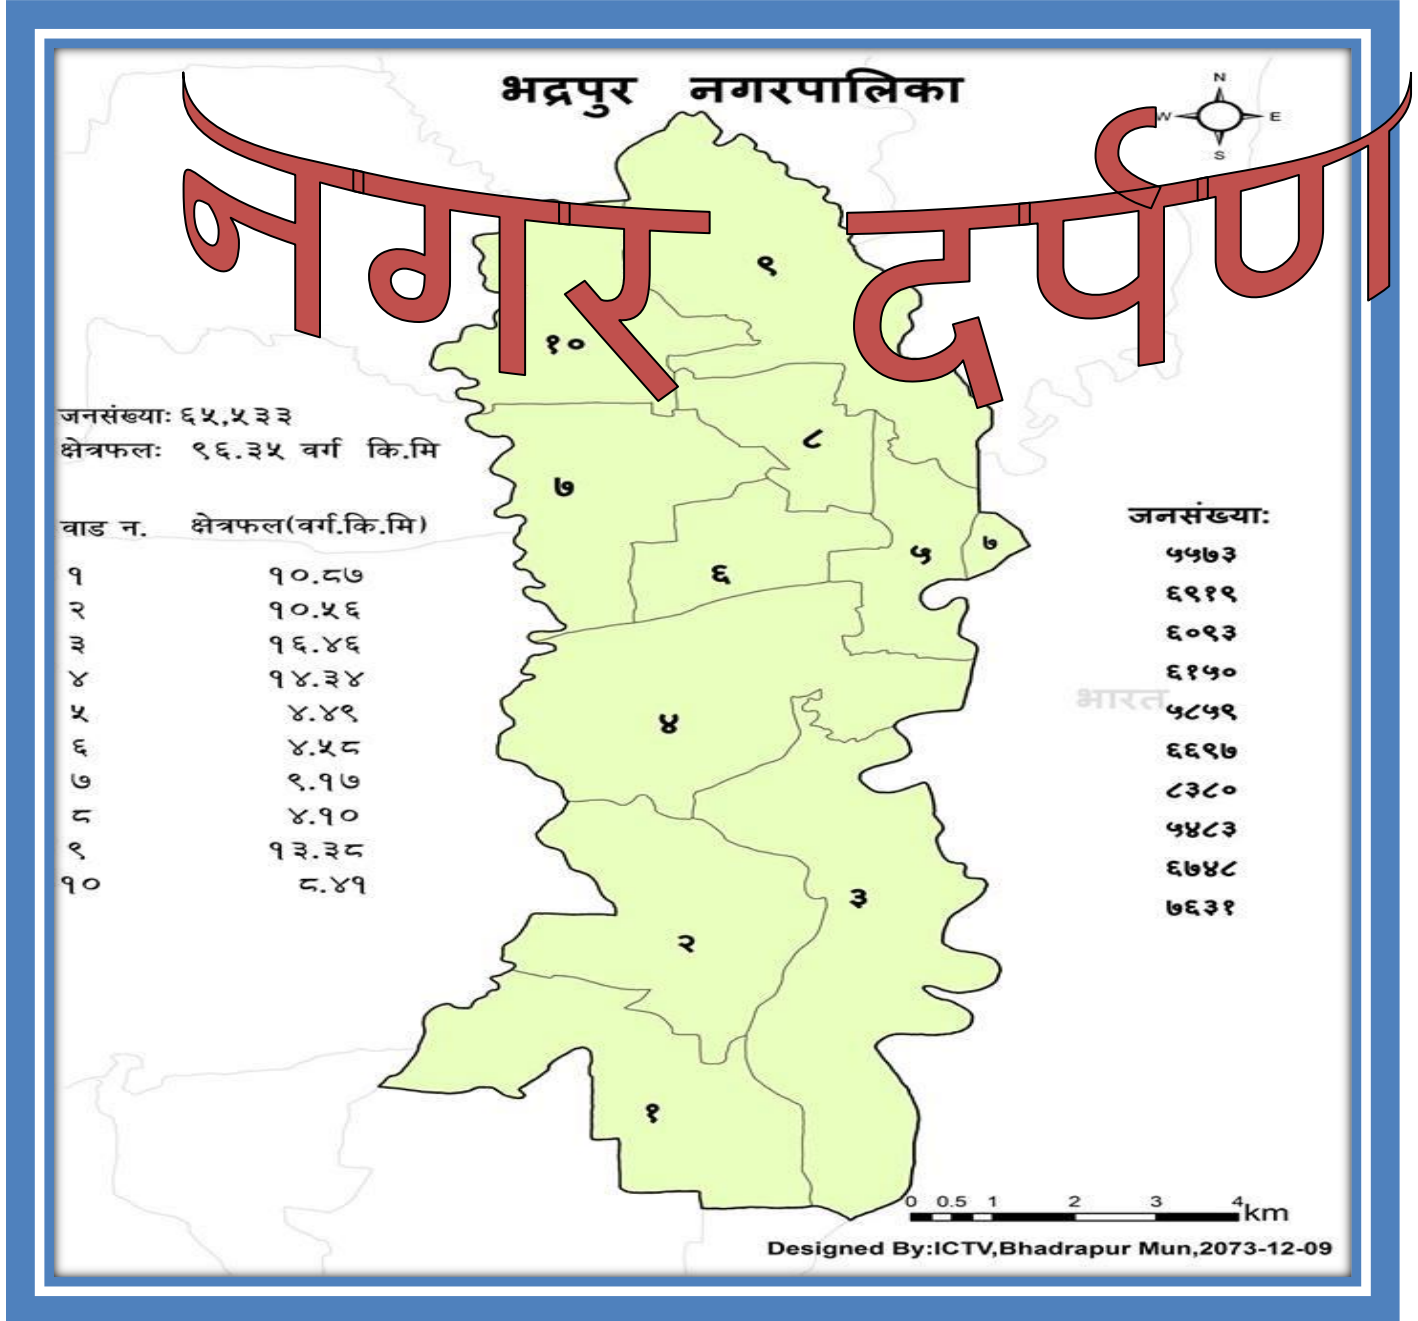 भद्रपुर नगरपालिका
नगर दर्पण
N
W E
S
जनसंख्याः ६५,५३३
क्षेत्रफलः ९६.३५ वर्ग कि.मि
वाड न. क्षेत्रफल(वर्ग.कि.मि)
१ १०.८७
२ १०.५६
३ १६.४६
४ १४.३४
५ ४.४९
६ ४.५८
७ ९.१७
८ ४.१०
९ १३.३८
१० ८.४१
९
१०
८
७
५
७
६
४
३
२
१
जनसंख्या:
५५७३
६९१९
६०९३
६१५०
भारत
५८५९
६६९७
८३८०
५४८३
६७४८
७६३१
0 0.5 1 2 3 4 km
Designed By:ICTV,Bhadrapur Mun,2073-12-09